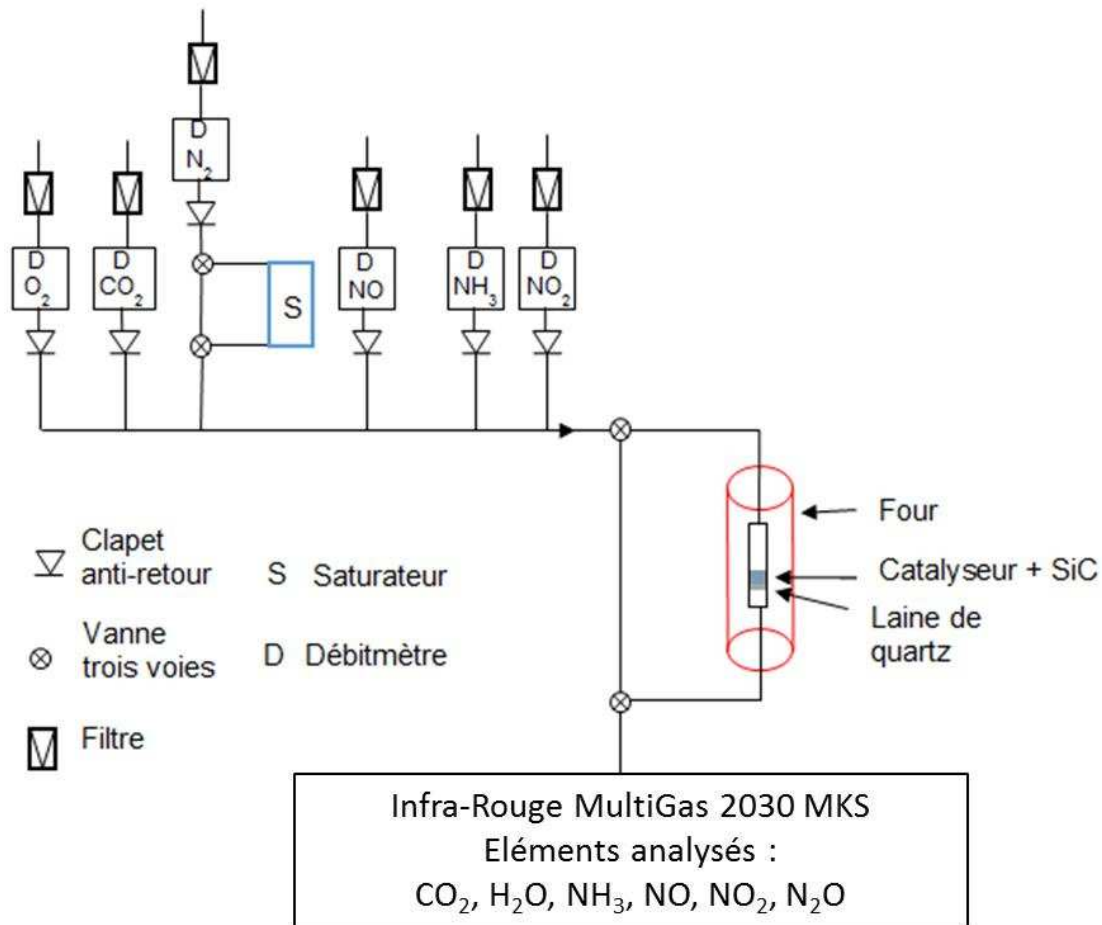 D
N₂
D
O₂
D
CO₂
S
D
NO
D
NH₃
D
NO₂
Four
Catalyseur + SiC
Laine de
quartz
Clapet
anti-retour
S Saturateur
Vanne
trois voies
D Débitmètre
Filtre
Infra-Rouge MultiGas 2030 MKS
Eléments analysés :
CO₂, H₂O, NH₃, NO, NO₂, N₂O